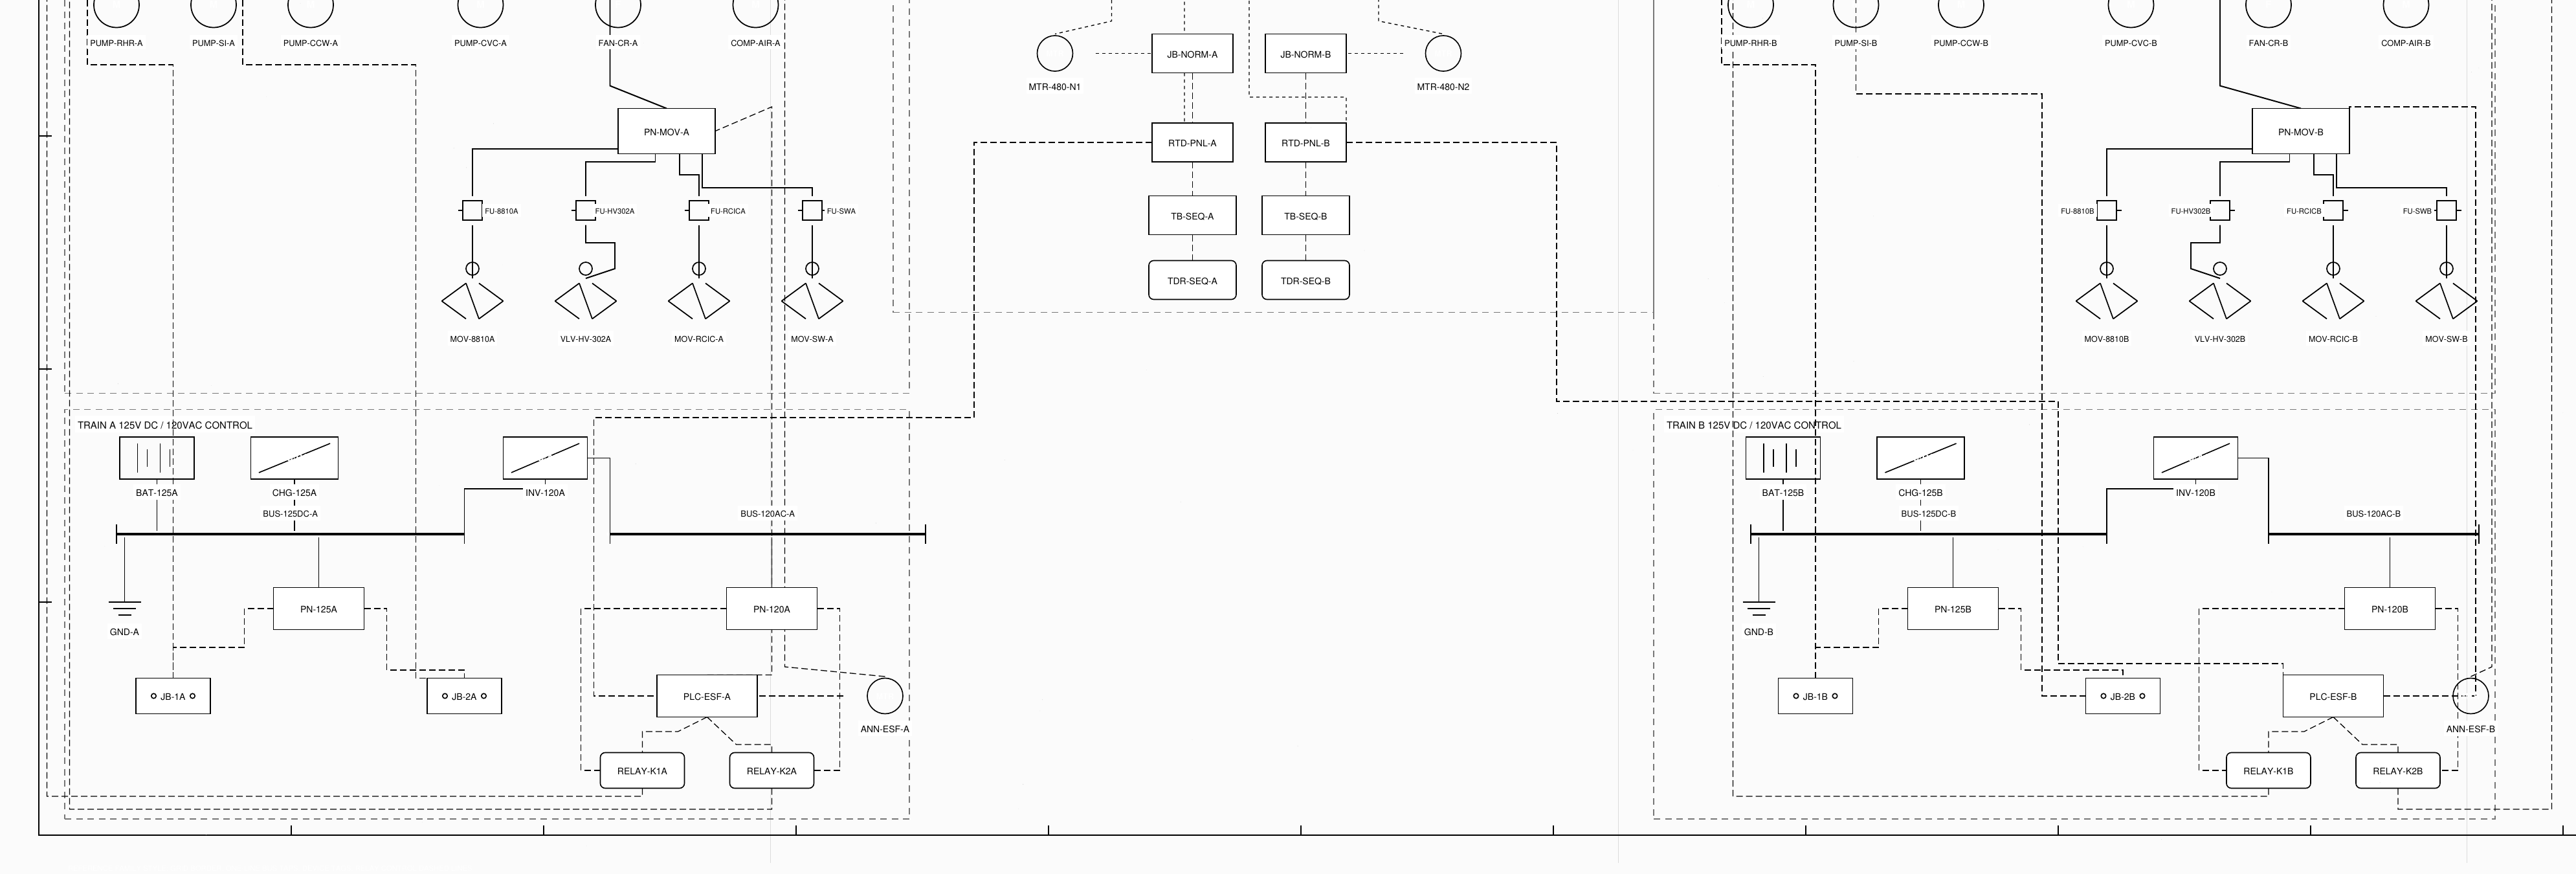 PUMP-RHR-A
PUMP-SI-A
PUMP-CCW-A
PUMP-CVC-A
FAN-CR-A
COMP-AIR-A
JB-NORM-A
JB-NORM-B
MTR-480-N1
MTR-480-N2
PUMP-RHR-B
PUMP-SI-B
PUMP-CCW-B
PUMP-CVC-B
FAN-CR-B
COMP-AIR-B
PN-MOV-A
RTD-PNL-A
RTD-PNL-B
PN-MOV-B
FU-8810A
FU-HV302A
FU-RCICA
FU-SWA
TB-SEQ-A
TB-SEQ-B
FU-8810B
FU-HV302B
FU-RCICB
FU-SWB
TDR-SEQ-A
TDR-SEQ-B
MOV-8810A
VLV-HV-302A
MOV-RCIC-A
MOV-SW-A
MOV-8810B
VLV-HV-302B
MOV-RCIC-B
MOV-SW-B
TRAIN A 125V DC / 120VAC CONTROL
TRAIN B 125V DC / 120VAC CONTROL
BAT-125A
CHG-125A
INV-120A
BAT-125B
CHG-125B
INV-120B
BUS-125DC-A
BUS-120AC-A
BUS-125DC-B
BUS-120AC-B
PN-125A
PN-120A
PN-125B
PN-120B
GND-A
GND-B
JB-1A
JB-2A
PLC-ESF-A
ANN-ESF-A
JB-1B
JB-2B
PLC-ESF-B
ANN-ESF-B
RELAY-K1A
RELAY-K2A
RELAY-K1B
RELAY-K2B